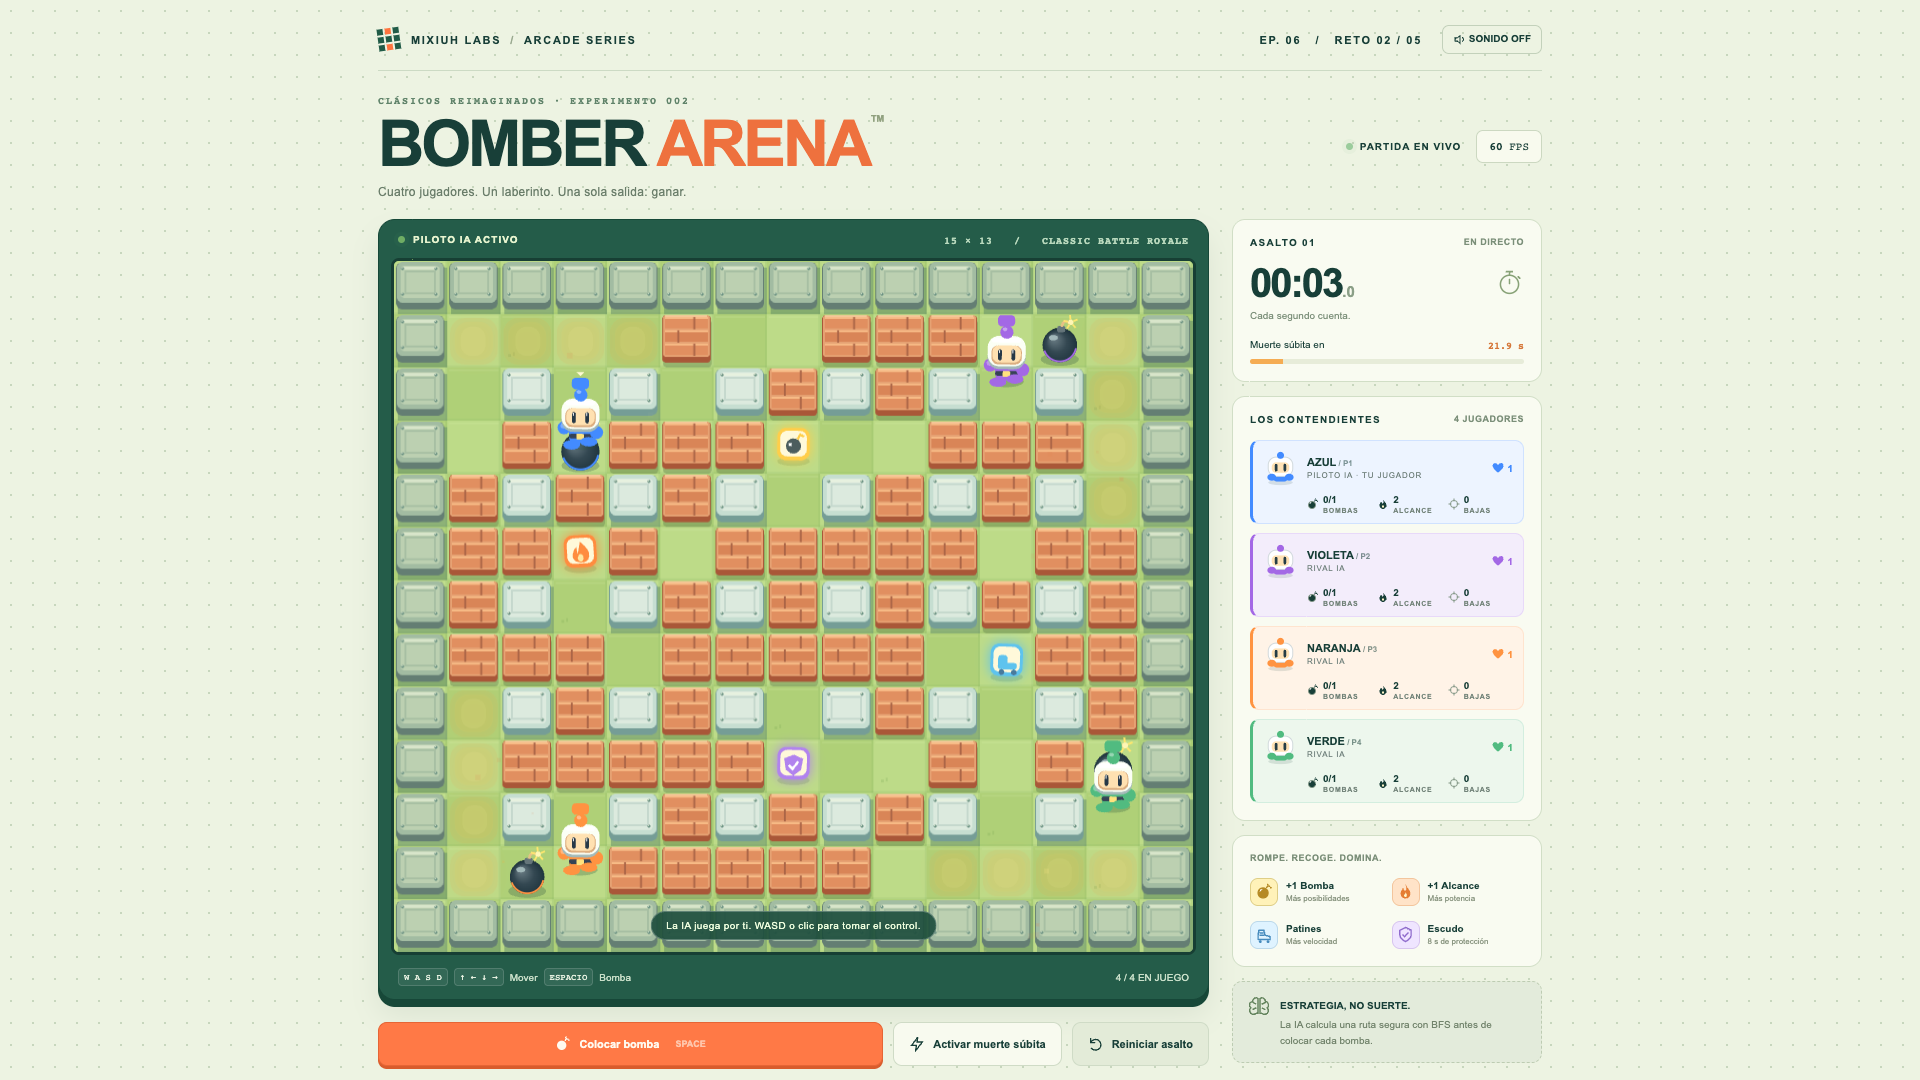 MIXIUH LABS / ARCADE SERIES
EP. 06 / RETO 02 / 05
SONIDO OFF
CLÁSICOS REIMAGINADOS · EXPERIMENTO 002
BOMBER ARENA™
PARTIDA EN VIVO
60 FPS
Cuatro jugadores. Un laberinto. Una sola salida: ganar.
PILOTO IA ACTIVO
15 × 13 / CLASSIC BATTLE ROYALE
La IA juega por ti. WASD o clic para tomar el control.
W A S D ↑ ← ↓ → Mover ESPACIO Bomba
4 / 4 EN JUEGO
Colocar bomba SPACE
Activar muerte súbita
Reiniciar asalto
ASALTO 01
EN DIRECTO
00:03.0
Cada segundo cuenta.
Muerte súbita en 21.9 s
LOS CONTENDIENTES
4 JUGADORES
AZUL / P1
PILOTO IA · TU JUGADOR
1
0/1 BOMBAS
2 ALCANCE
0 BAJAS
VIOLETA / P2
RIVAL IA
1
0/1 BOMBAS
2 ALCANCE
0 BAJAS
NARANJA / P3
RIVAL IA
1
0/1 BOMBAS
2 ALCANCE
0 BAJAS
VERDE / P4
RIVAL IA
1
0/1 BOMBAS
2 ALCANCE
0 BAJAS
ROMPE. RECOGE. DOMINA.
+1 Bomba
Más posibilidades
+1 Alcance
Más potencia
Patines
Más velocidad
Escudo
8 s de protección
ESTRATEGIA, NO SUERTE.
La IA calcula una ruta segura con BFS antes de
colocar cada bomba.